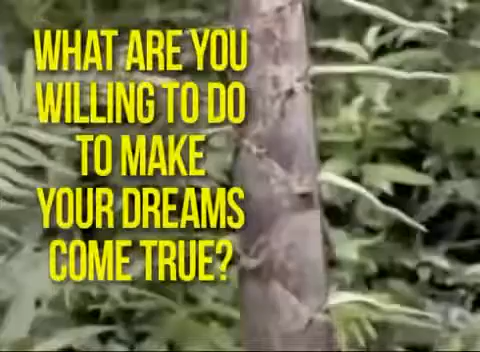 WHAT ARE YOU
WILLING TO DO
TO MAKE
YOUR DREAMS
COME TRUE?